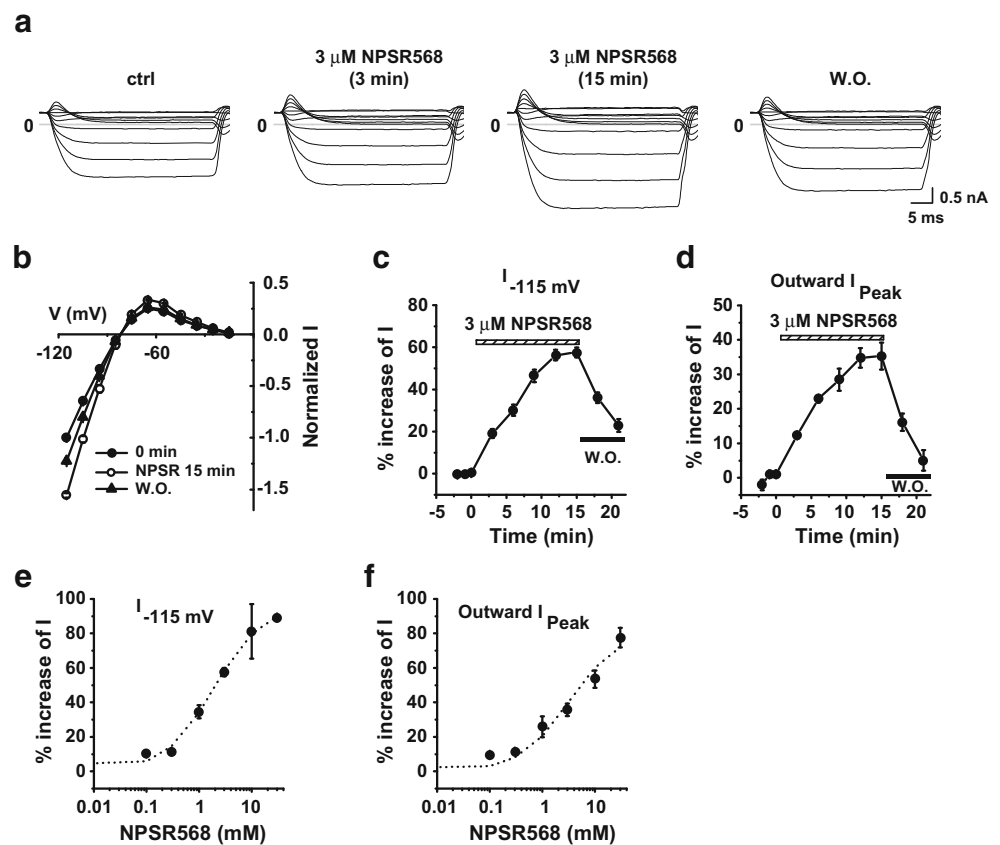 a
ctrl
3 μM NPSR568
(3 min)
3 μM NPSR568
(15 min)
W.O.
0
0
0
0
0.5 nA
5 ms
b
V (mV)
-120
-60
0.5
0.0
-0.5
-1.0
-1.5
Normalized I
0 min
NPSR 15 min
W.O.
c
I -115 mV
3 μM NPSR568
% increase of I
80
60
40
20
0
W.O.
-5 0 5 10 15 20
Time (min)
d
Outward I Peak
3 μM NPSR568
% increase of I
50
40
30
20
10
0
W.O.
-5 0 5 10 15 20
Time (min)
e
I -115 mV
% increase of I
100
80
60
40
20
0
0.01 0.1 1 10
NPSR568 (mM)
f
Outward I Peak
% increase of I
100
80
60
40
20
0
0.01 0.1 1 10
NPSR568 (mM)